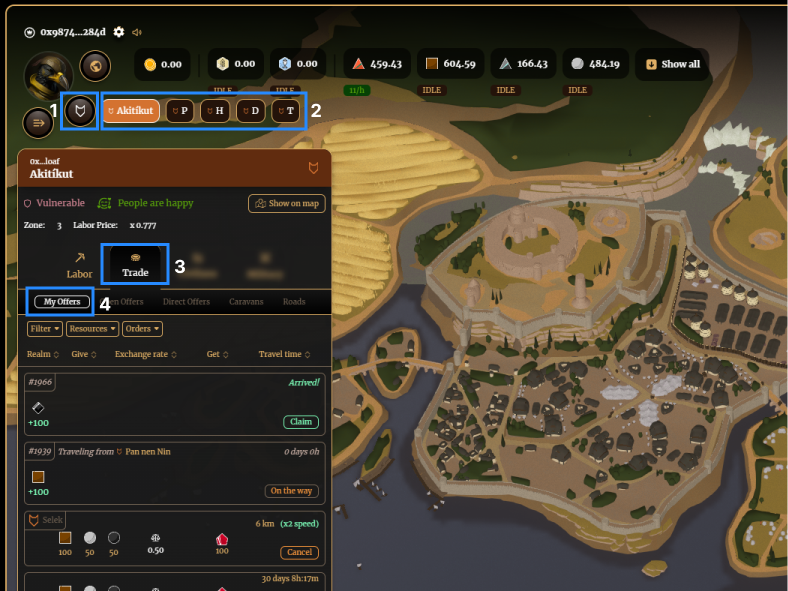 0x9874...284d
0.00
0.00
0.00
459.43
604.59
166.43
484.19
Show all
IDLE
IDLE
11/h
IDLE
IDLE
IDLE
1
Akitíkut
P
H
D
T
2
0x...loaf
Akitíkut
Vulnerable
People are happy
Show on map
Zone: 3 Labor Price: x 0.777
Labor
Trade
3
My Offers
4
en Offers
Direct Offers
Caravans
Roads
Filter
Resources
Orders
Realm
Give
Exchange rate
Get
Travel time
#1966
Arrived!
+100
Claim
#1939
Traveling from
Pan nen Nin
0 days 0h
+100
On the way
Selek
6 km (x2 speed)
100
50
50
0.50
100
Cancel
30 days 8h:17m